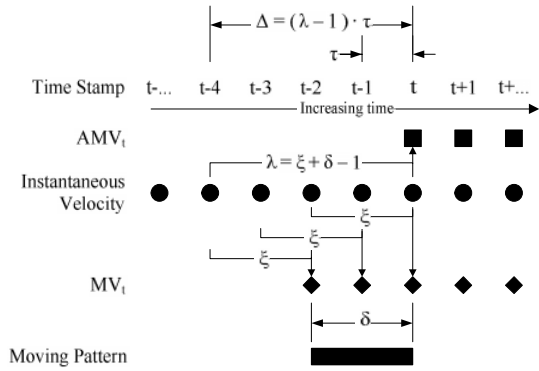 Δ = (λ − 1) · τ
τ
Time Stamp t-... t-4 t-3 t-2 t-1 t t+1 t+...
Increasing time
AMVt
λ = ξ + δ − 1
Instantaneous
Velocity
ξ
ξ
ξ
MVt
δ
Moving Pattern